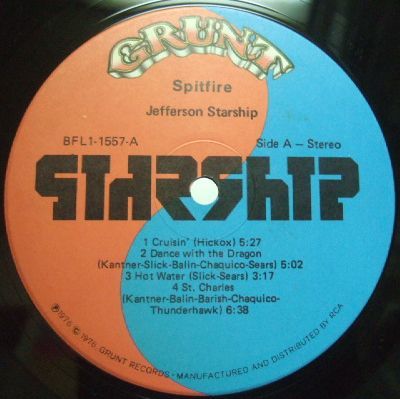 GRUNT
Spitfire
Jefferson Starship
BFL1-1557-A
Side A – Stereo
STARSHIP
1 Cruisin' (Hickox) 5:27
2 Dance with the Dragon
(Kantner-Slick-Balin-Chaquico-Sears) 5:02
3 Hot Water (Slick-Sears) 3:17
4 St. Charles
(Kantner-Balin-Barish-Chaquico-
Thunderhawk) 6:38
℗ 1976 © 1976, GRUNT RECORDS - MANUFACTURED AND DISTRIBUTED BY RCA